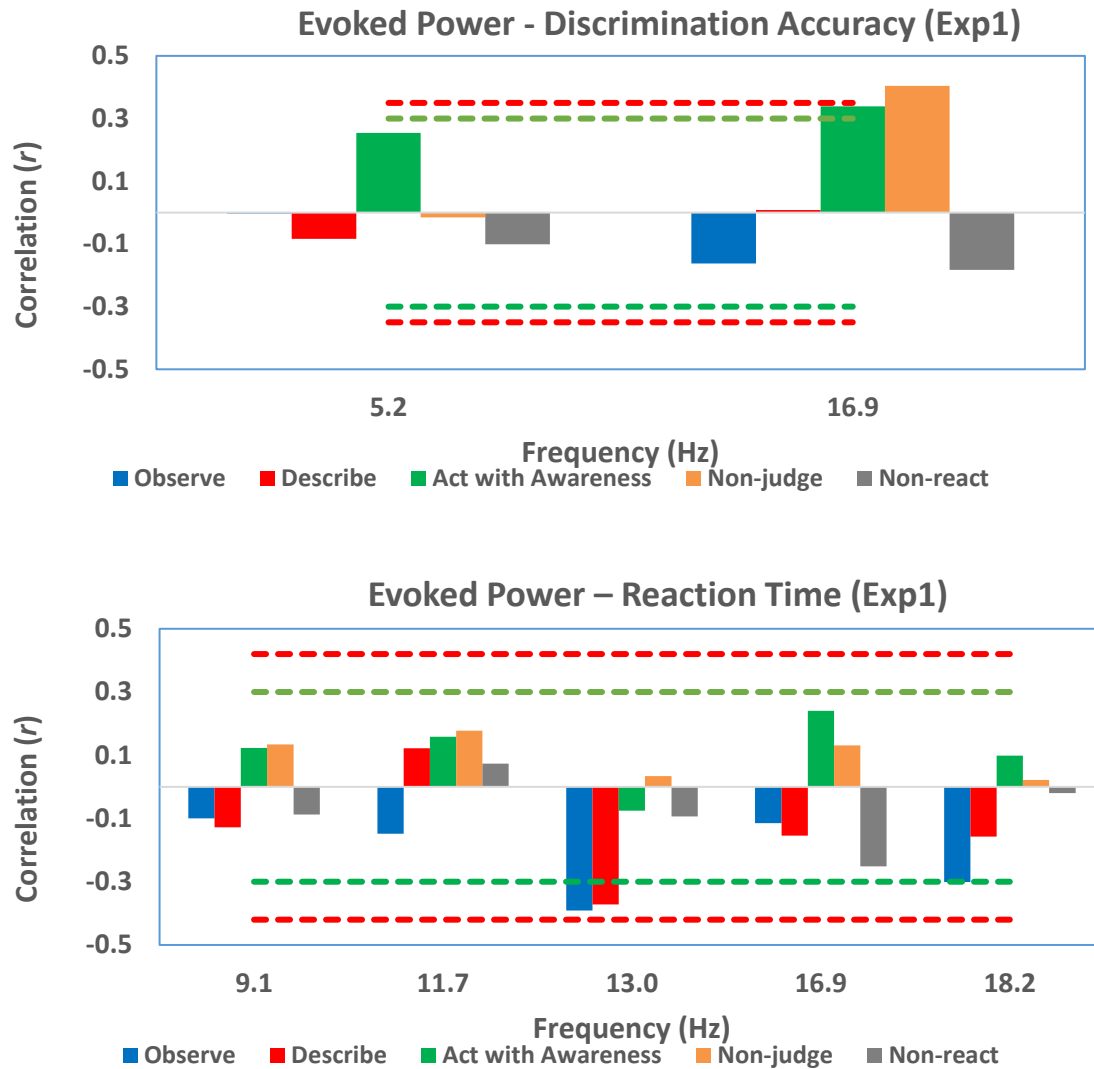 Evoked Power - Discrimination Accuracy (Exp1)
0.5
0.3
0.1
-0.1
-0.3
-0.5
Correlation (r)
5.2 16.9
Frequency (Hz)
Observe Describe Act with Awareness Non-judge Non-react
Evoked Power – Reaction Time (Exp1)
0.5
0.3
0.1
-0.1
-0.3
-0.5
Correlation (r)
9.1 11.7 13.0 16.9 18.2
Frequency (Hz)
Observe Describe Act with Awareness Non-judge Non-react